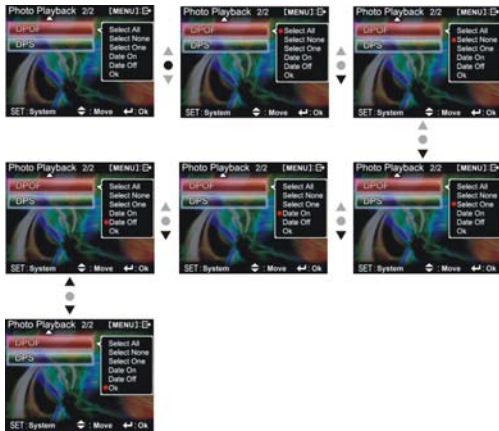 Photo Playback 2/2 [MENU]:
DPOF
DPS
Select All
Select None
Select One
Date On
Date Off
Ok
SET:System : Move : Ok
Photo Playback 2/2 [MENU]:
DPOF
DPS
Select All
Select None
Select One
Date On
Date Off
Ok
SET:System : Move : Ok
Photo Playback 2/2 [MENU]:
DPOF
DPS
Select All
Select None
Select One
Date On
Date Off
Ok
SET:System : Move : Ok
Photo Playback 2/2 [MENU]:
DPOF
DPS
Select All
Select None
Select One
Date On
Date Off
Ok
SET:System : Move : Ok
Photo Playback 2/2 [MENU]:
DPOF
DPS
Select All
Select None
Select One
Date On
Date Off
Ok
SET:System : Move : Ok
Photo Playback 2/2 [MENU]:
DPOF
DPS
Select All
Select None
Select One
Date On
Date Off
Ok
SET:System : Move : Ok
Photo Playback 2/2 [MENU]:
DPOF
DPS
Select All
Select None
Select One
Date On
Date Off
Ok
SET:System : Move : Ok